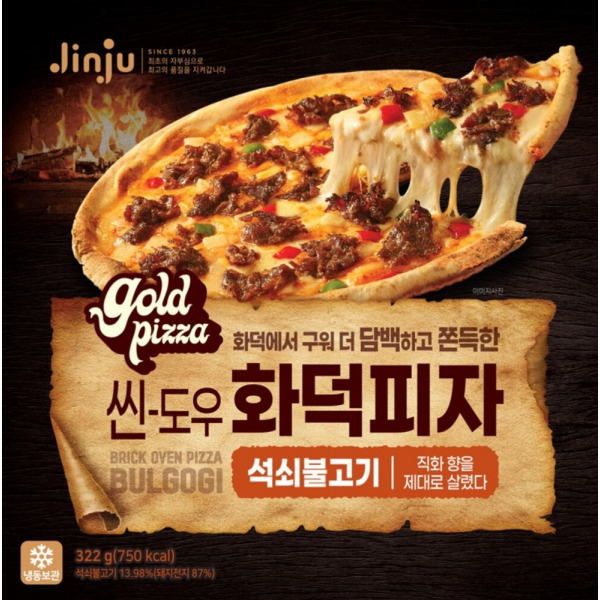 Jinju
SINCE 1963
최초의 자부심으로
최고의 품질을 지켜갑니다
이미지사진
gold
pizza
화덕에서 구워 더 담백하고 쫀득한
씬-도우 화덕피자
BRICK OVEN PIZZA
BULGOGI
석쇠불고기
직화 향을
제대로 살렸다
냉동보관
322 g(750 kcal)
석쇠불고기 13.98%(돼지전지 87%)